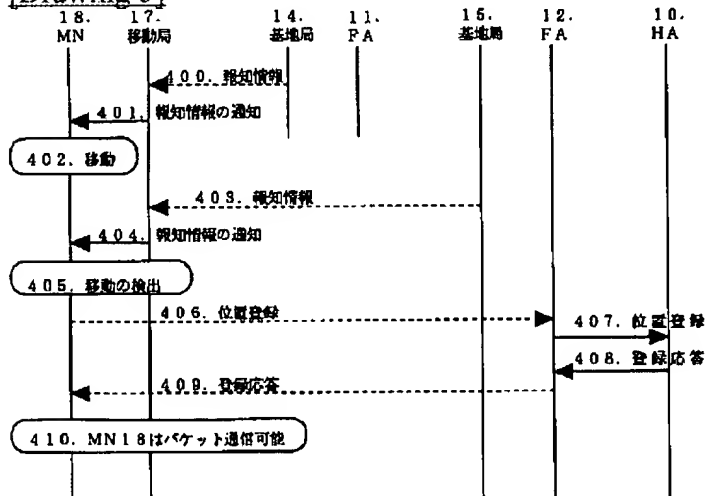 18. 17. 14. 11. 15. 12. 10.
MN 移動局 基地局 FA 基地局 FA HA
400. 報知情報
401. 報知情報の通知
402. 移動
403. 報知情報
404. 報知情報の通知
405. 移動の検出
406. 位置登録
407. 位置登録
408. 登録応答
409. 登録応答
410. MN18はパケット通信可能